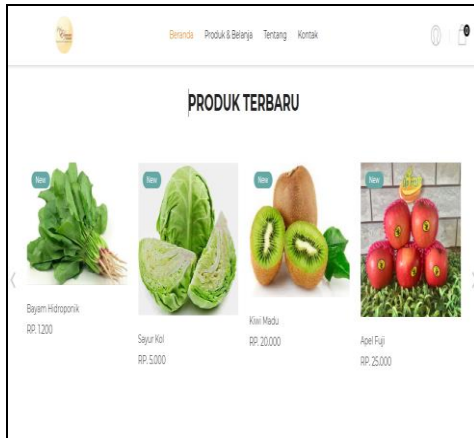 Beranda Produk & Belanja Tentang Kontak
0
PRODUK TERBARU
New
New
New
New
Bayam Hidroponik
RP. 1.200
Sayur Kol
RP. 5.000
Kiwi Madu
RP. 20.000
Apel Fuji
RP. 25.000